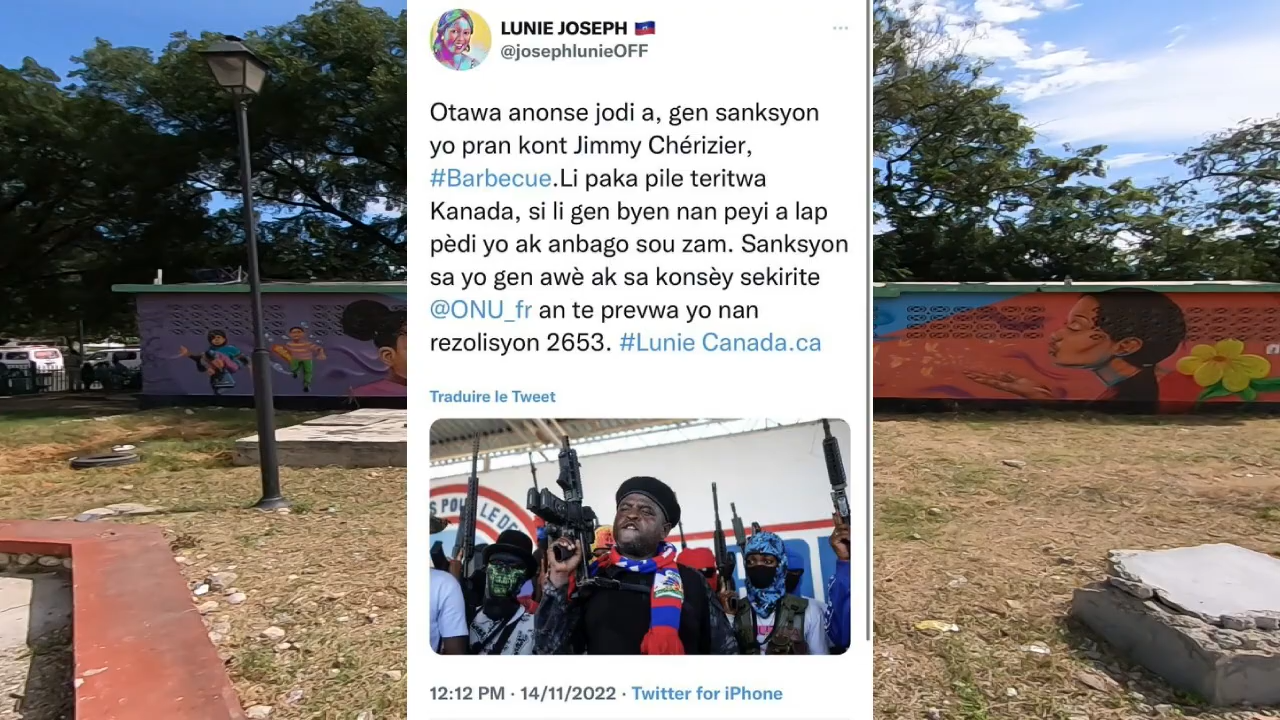 LUNIE JOSEPH 🇭🇹
@josephlunieOFF
Otawa anonse jodi a, gen sanksyon
yo pran kont Jimmy Chérizier,
#Barbecue.Li paka pile teritwa
Kanada, si li gen byen nan peyi a lap
pèdi yo ak anbago sou zam. Sanksyon
sa yo gen awè ak sa konsèy sekirite
@ONU_fr an te prevwa yo nan
rezolisyon 2653. #Lunie Canada.ca
Traduire le Tweet
S POUR LE DE
12:12 PM · 14/11/2022 · Twitter for iPhone